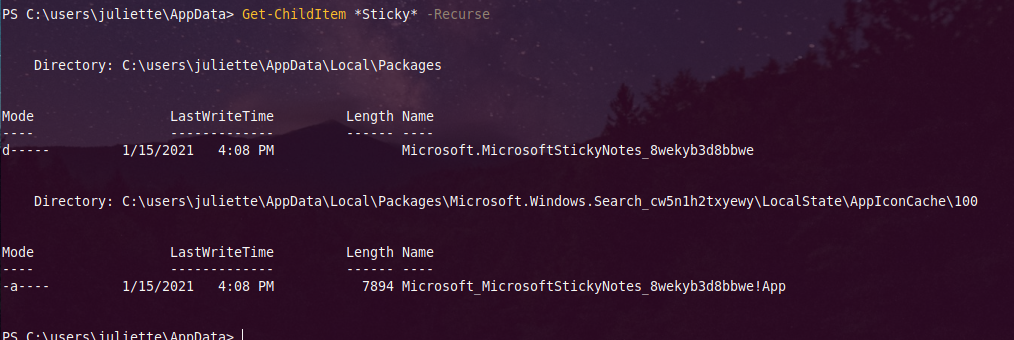 PS C:\users\juliette\AppData> Get-ChildItem *Sticky* -Recurse
Directory: C:\users\juliette\AppData\Local\Packages
Mode LastWriteTime Length Name
---- ------------- ------ ----
d----- 1/15/2021 4:08 PM Microsoft.MicrosoftStickyNotes_8wekyb3d8bbwe
Directory: C:\users\juliette\AppData\Local\Packages\Microsoft.Windows.Search_cw5n1h2txyewy\LocalState\AppIconCache\100
Mode LastWriteTime Length Name
---- ------------- ------ ----
-a---- 1/15/2021 4:08 PM 7894 Microsoft_MicrosoftStickyNotes_8wekyb3d8bbwe!App
PS C:\users\juliette\AppData>